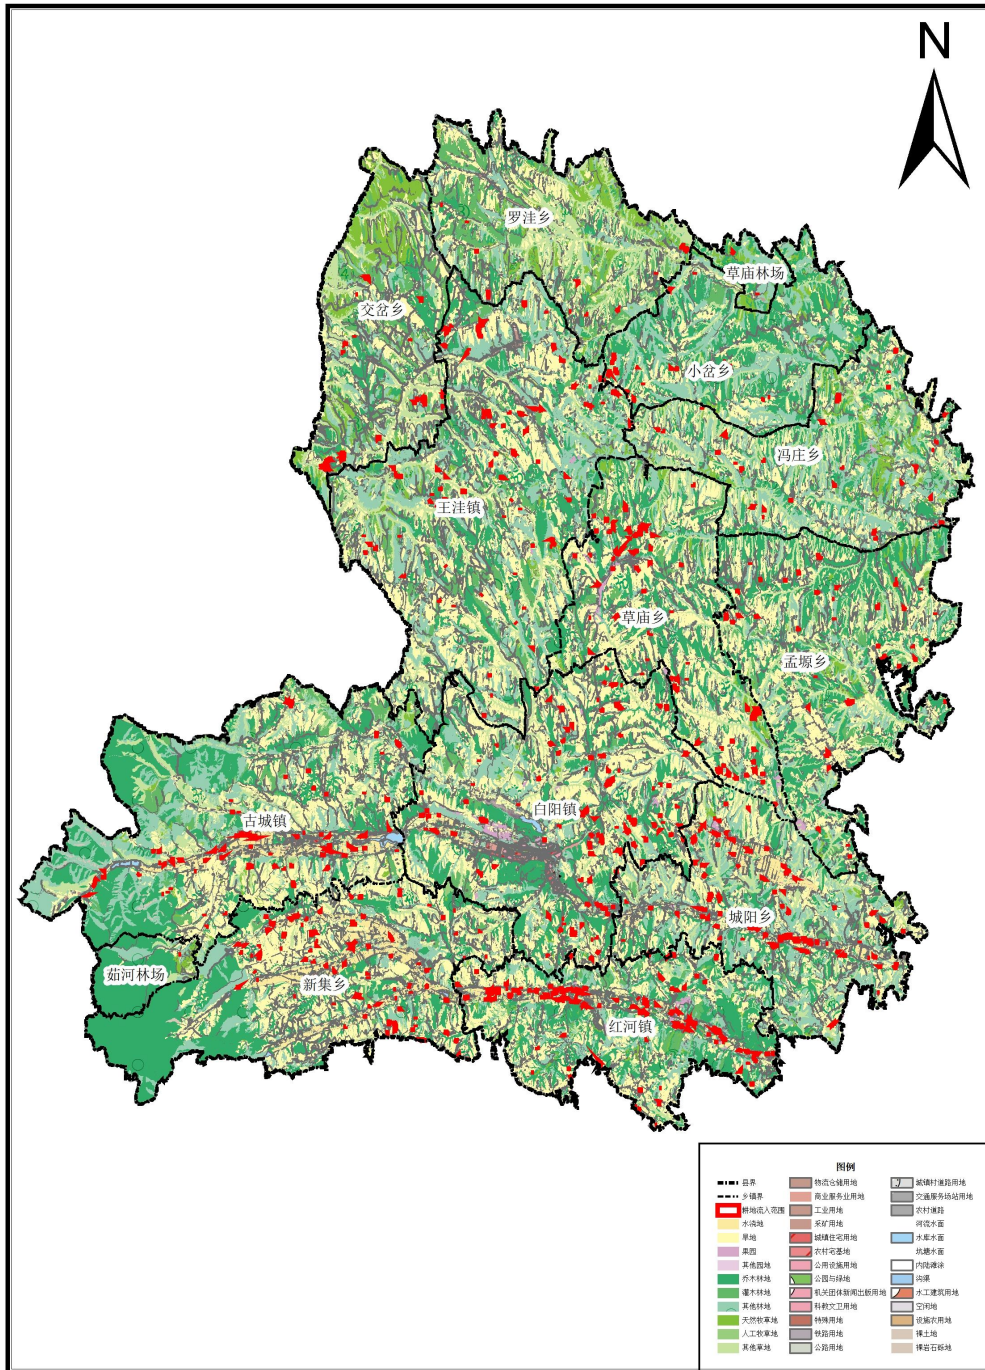 N
罗洼乡
草庙林场
交岔乡
小岔乡
冯庄乡
王洼镇
草庙乡
孟塬乡
白阳镇
古城镇
城阳乡
茹河林场
新集乡
红河镇
图例
县界
乡镇界
耕地流入范围
水浇地
旱地
果园
其他园地
乔木林地
灌木林地
其他林地
天然牧草地
人工牧草地
其他草地
物流仓储用地
商业服务业用地
工业用地
采矿用地
城镇住宅用地
农村宅基地
公用设施用地
公园与绿地
机关团体新闻出版用地
科教文卫用地
特殊用地
铁路用地
公路用地
城镇村道路用地
交通服务场站用地
农村道路
河流水面
水库水面
坑塘水面
内陆滩涂
沟渠
水工建筑用地
空闲地
设施农用地
裸土地
裸岩石砾地